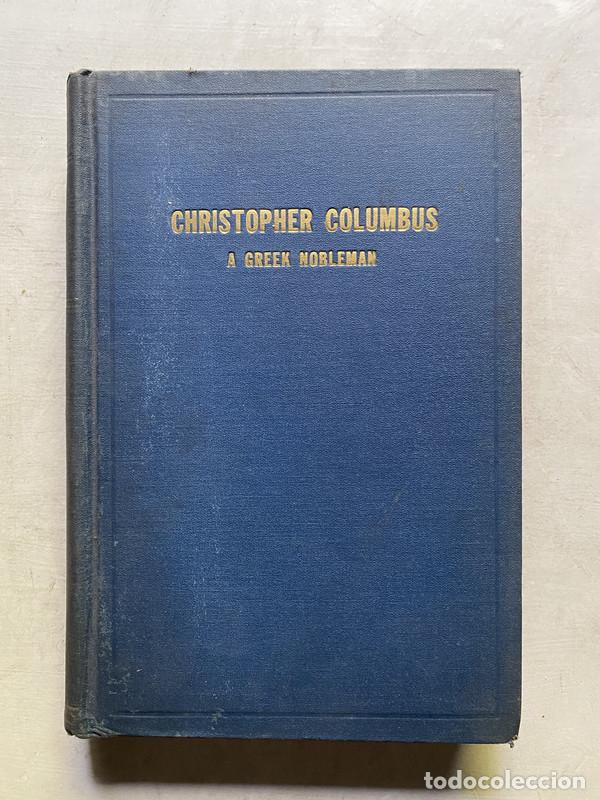 CHRISTOPHER COLUMBUS
A GREEK NOBLEMAN
todocoleccion